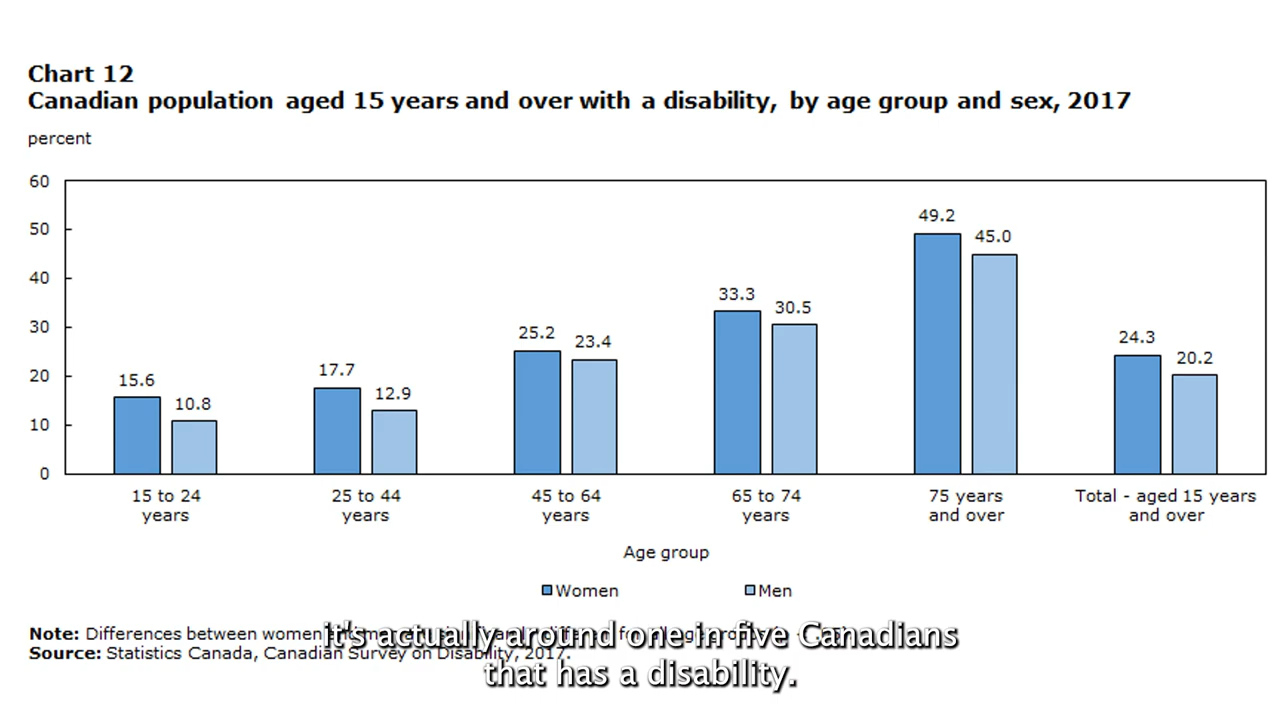 Chart 12
Canadian population aged 15 years and over with a disability, by age group and sex, 2017
percent
60
50
40
30
20
10
0
15.6
10.8
17.7
12.9
25.2
23.4
33.3
30.5
49.2
45.0
24.3
20.2
15 to 24 years
25 to 44 years
45 to 64 years
65 to 74 years
75 years and over
Total - aged 15 years and over
Age group
Women
Men
Note: Differences between women
Source: Statistics Canada, Canadian Survey on Disability, 2017.
it's actually around one in five Canadians
that has a disability.